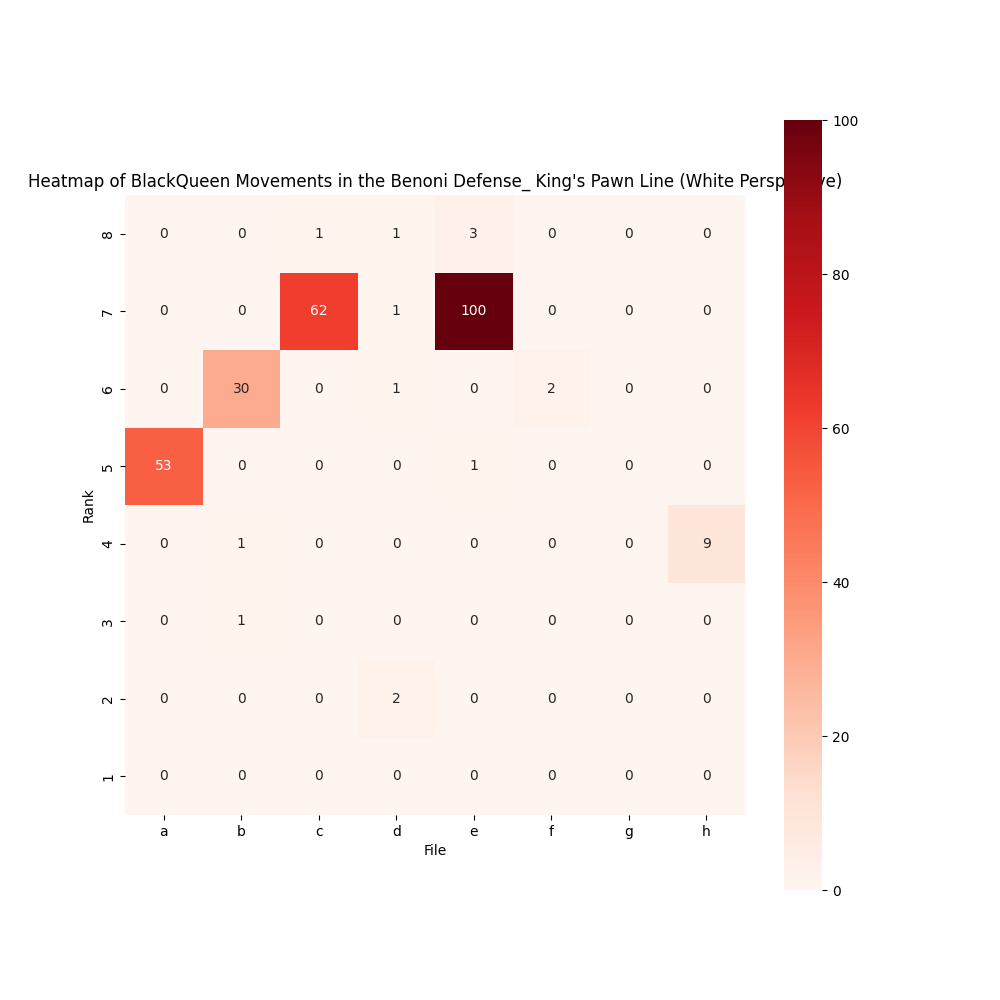 Heatmap of BlackQueen Movements in the Benoni Defense_ King's Pawn Line (White Perspective)
Rank
8 0 0 1 1 3 0 0 0
7 0 0 62 1 100 0 0 0
6 0 30 0 1 0 2 0 0
5 53 0 0 0 1 0 0 0
4 0 1 0 0 0 0 0 9
3 0 1 0 0 0 0 0 0
2 0 0 0 2 0 0 0 0
1 0 0 0 0 0 0 0 0
a b c d e f g h
File
100
80
60
40
20
0